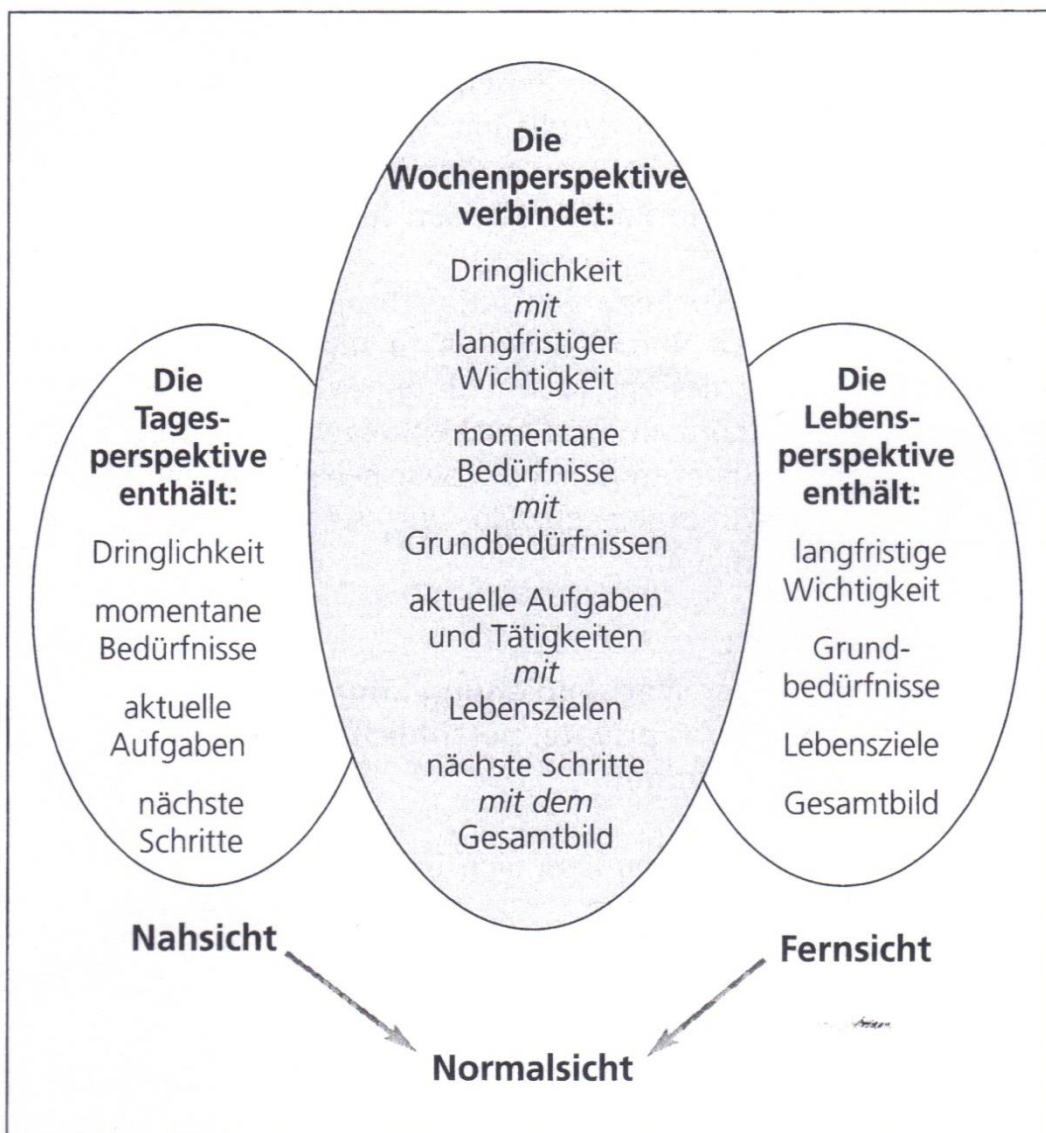 Die
Wochenperspektive
verbindet:
Dringlichkeit
mit
langfristiger
Wichtigkeit
momentane
Bedürfnisse
mit
Grundbedürfnissen
aktuelle Aufgaben
und Tätigkeiten
mit
Lebenszielen
nächste Schritte
mit dem
Gesamtbild
Die
Tages-
perspektive
enthält:
Dringlichkeit
momentane
Bedürfnisse
aktuelle
Aufgaben
nächste
Schritte
Die
Lebens-
perspektive
enthält:
langfristige
Wichtigkeit
Grund-
bedürfnisse
Lebensziele
Gesamtbild
Nahsicht
Fernsicht
Normalsicht